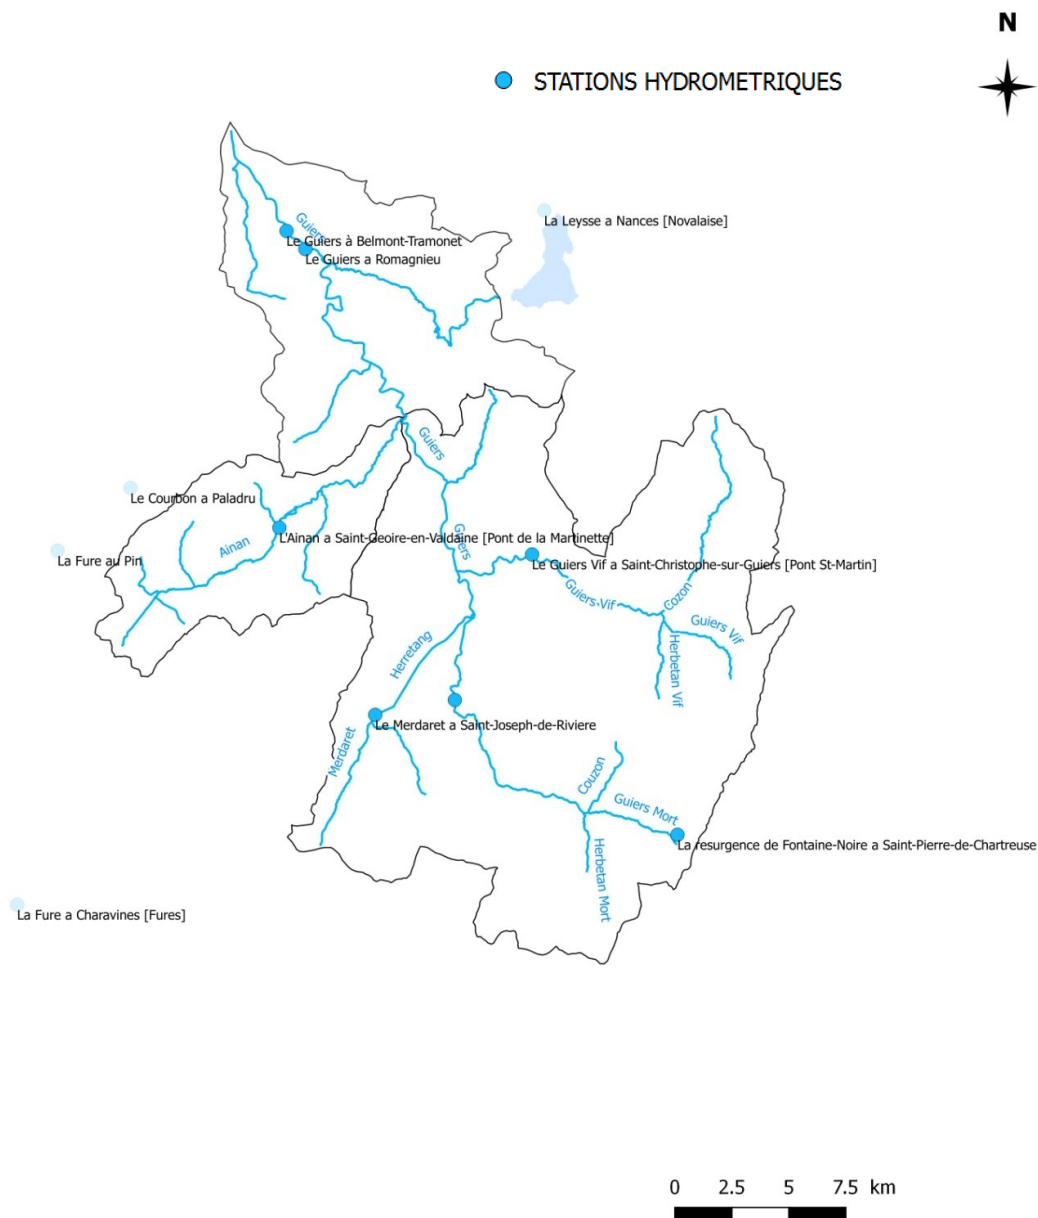 N
STATIONS HYDROMETRIQUES
La Leysse a Nances [Novalaise]
Guiers
Le Guiers à Belmont-Tramonet
Le Guiers a Romagnieu
Guiers
Le Courbon a Paladru
Guiers
L'Ainan a Saint-Geoire-en-Valdaine [Pont de la Martinette]
Ainan
La Fure au Pin
Le Guiers Vif a Saint-Christophe-sur-Guiers [Pont St-Martin]
Guiers Vif
Cozon
Guiers Vif
Herretang
Herbetan Vif
Le Merdaret a Saint-Joseph-de-Riviere
Merdaret
Couzon
Guiers Mort
La resurgence de Fontaine-Noire a Saint-Pierre-de-Chartreuse
Herbetan Mort
La Fure a Charavines [Fures]
0 2.5 5 7.5 km